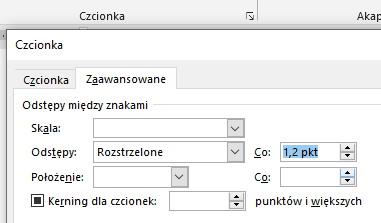 Czcionka
Akap
Czcionka
Czcionka Zaawansowane
Odstępy między znakami
Skala:
Odstępy: Rozstrzelone Co: 1,2 pkt
Położenie: Co:
Kerning dla czcionek: punktów i większych